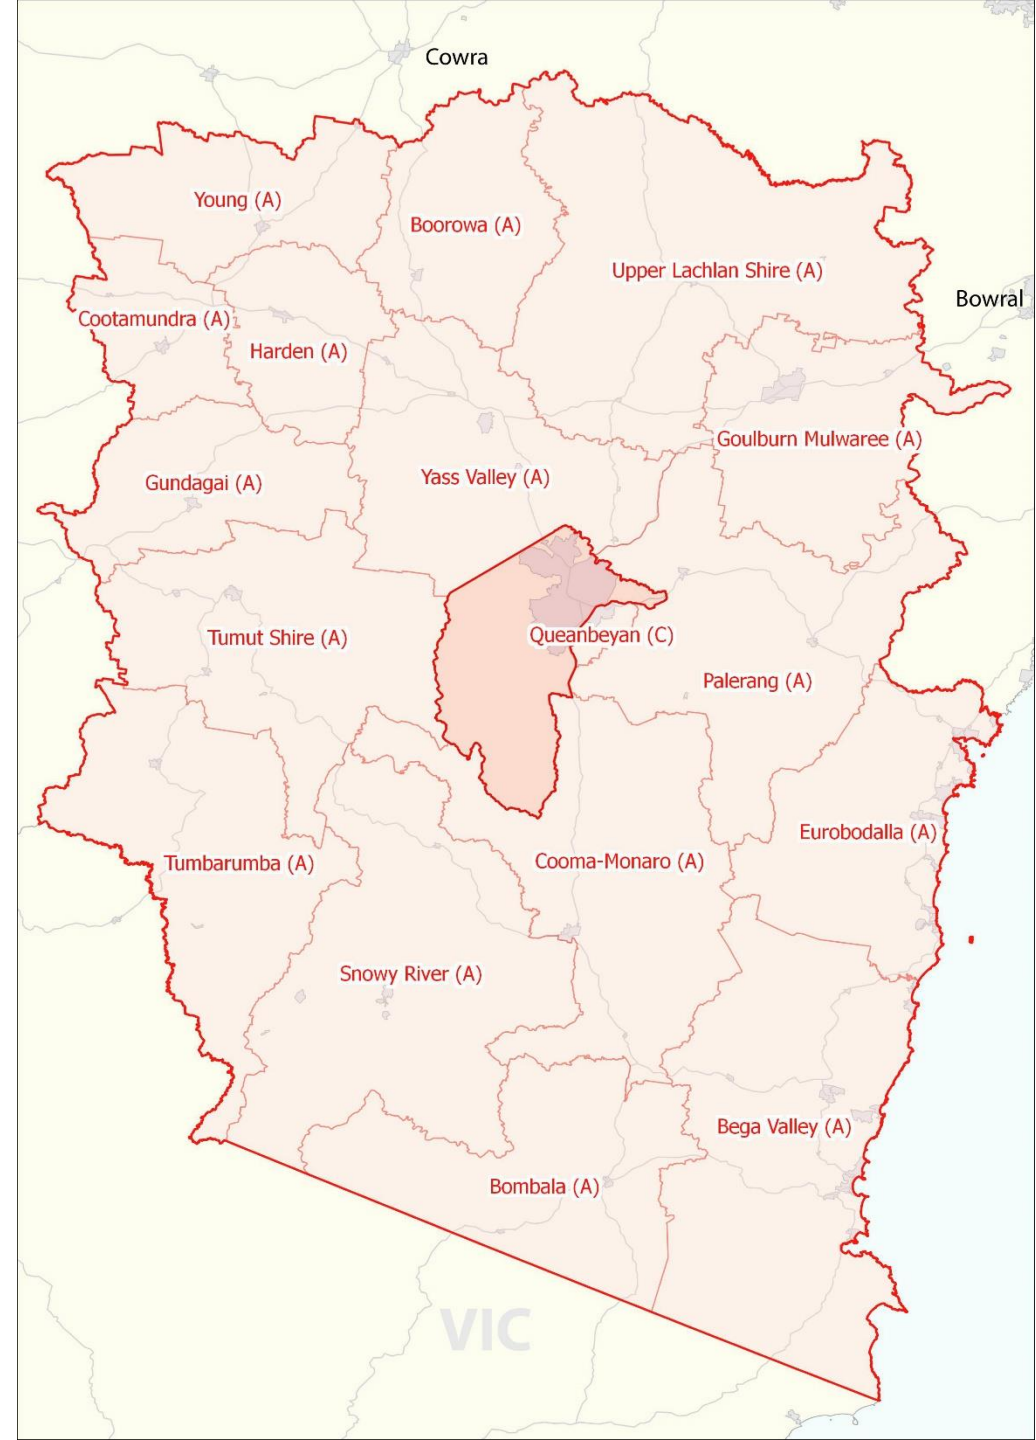 Cowra
Young (A)
Boorowa (A)
Upper Lachlan Shire (A)
Bowral
Cootamundra (A)
Harden (A)
Goulburn Mulwaree (A)
Yass Valley (A)
Gundagai (A)
Queanbeyan (C)
Tumut Shire (A)
Palerang (A)
Eurobodalla (A)
Cooma-Monaro (A)
Tumbarumba (A)
Snowy River (A)
Bega Valley (A)
Bombala (A)
VIC